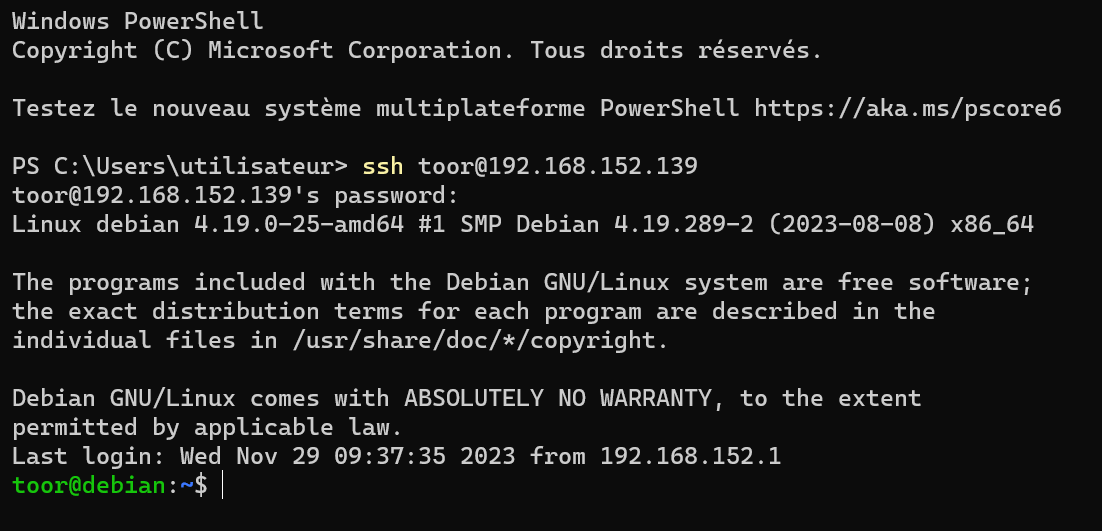 Windows PowerShell
Copyright (C) Microsoft Corporation. Tous droits réservés.
Testez le nouveau système multiplateforme PowerShell https://aka.ms/pscore6
PS C:\Users\utilisateur> ssh toor@192.168.152.139
toor@192.168.152.139's password:
Linux debian 4.19.0-25-amd64 #1 SMP Debian 4.19.289-2 (2023-08-08) x86_64
The programs included with the Debian GNU/Linux system are free software;
the exact distribution terms for each program are described in the
individual files in /usr/share/doc/*/copyright.
Debian GNU/Linux comes with ABSOLUTELY NO WARRANTY, to the extent
permitted by applicable law.
Last login: Wed Nov 29 09:37:35 2023 from 192.168.152.1
toor@debian:~$